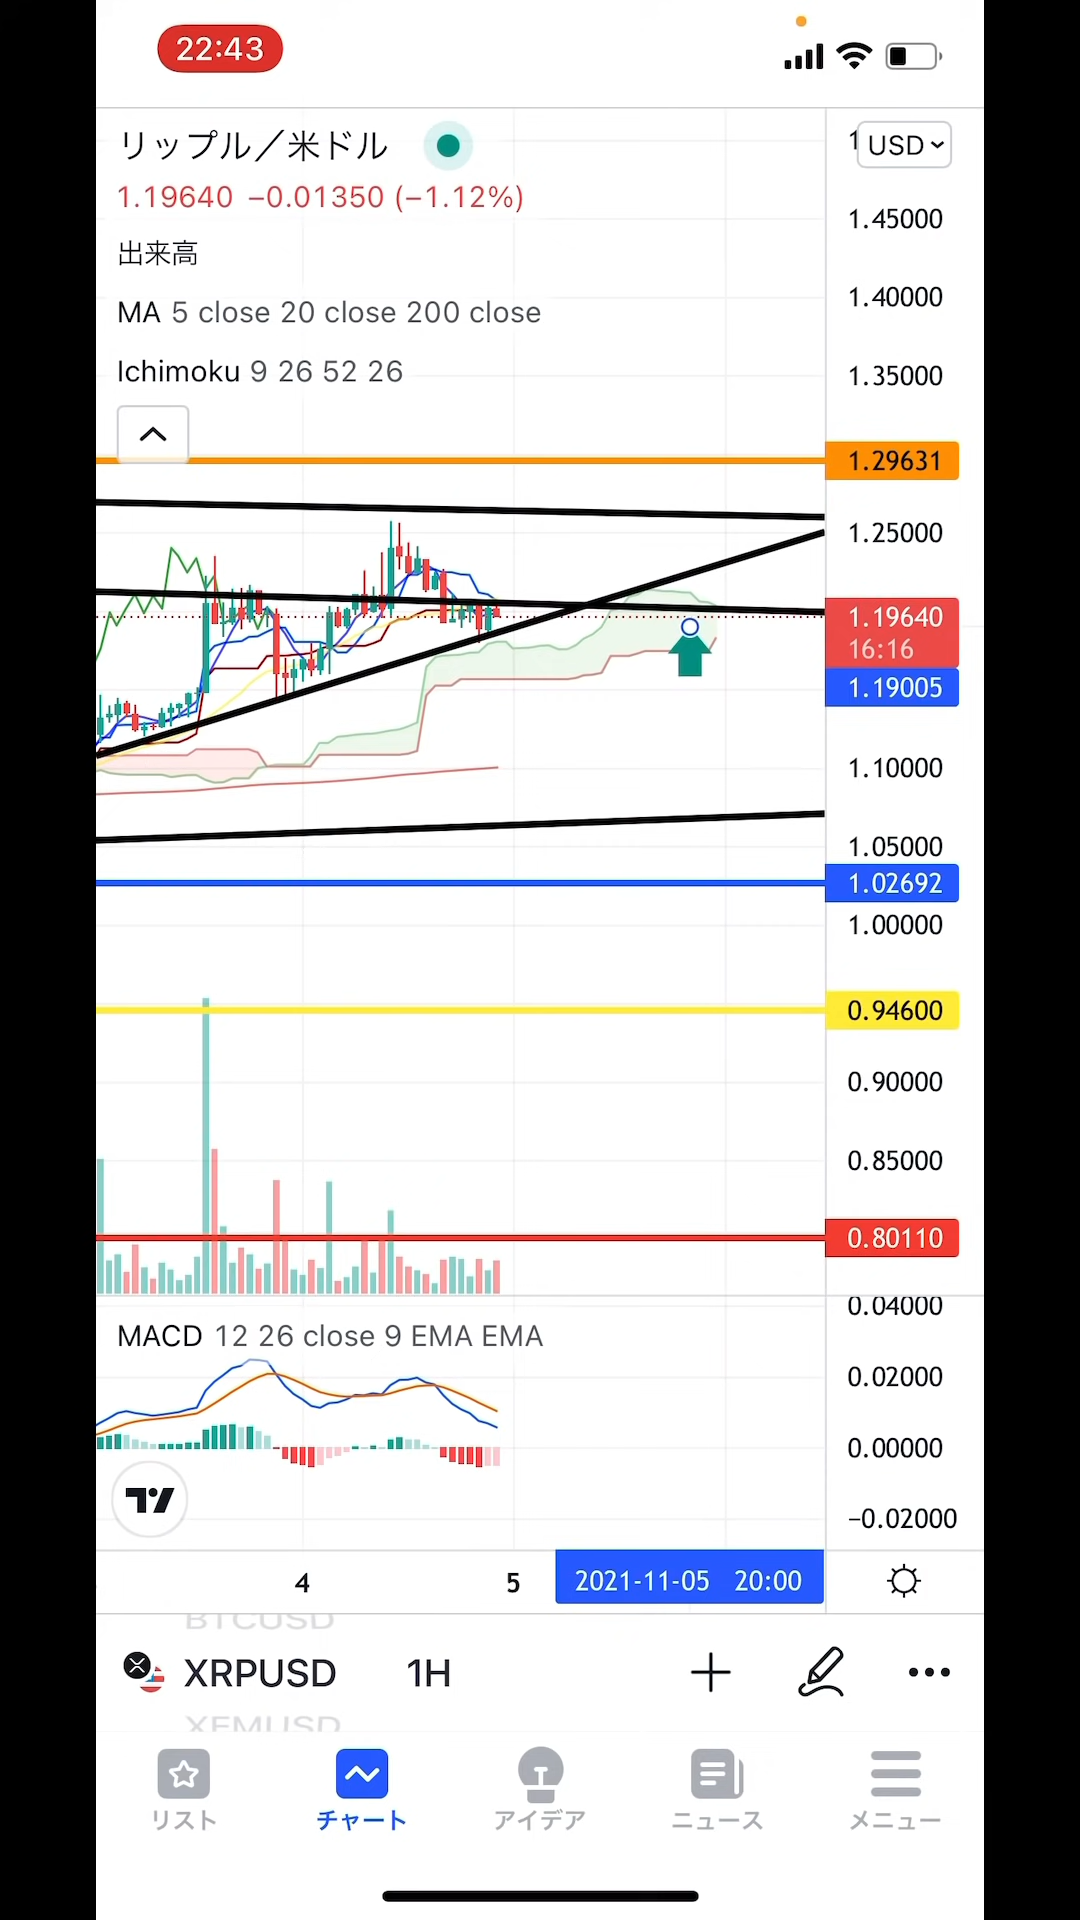 22:43
リップル／米ドル
1.19640 −0.01350 (−1.12%)
出来高
MA 5 close 20 close 200 close
Ichimoku 9 26 52 26
USD
1.45000
1.40000
1.35000
1.29631
1.25000
1.19640
16:16
1.19005
1.10000
1.05000
1.02692
1.00000
0.94600
0.90000
0.85000
0.80110
0.04000
MACD 12 26 close 9 EMA EMA
0.02000
0.00000
−0.02000
4
5
2021-11-05 20:00
BTCUSD
XRPUSD
1H
XEMUSD
リスト
チャート
アイデア
ニュース
メニュー